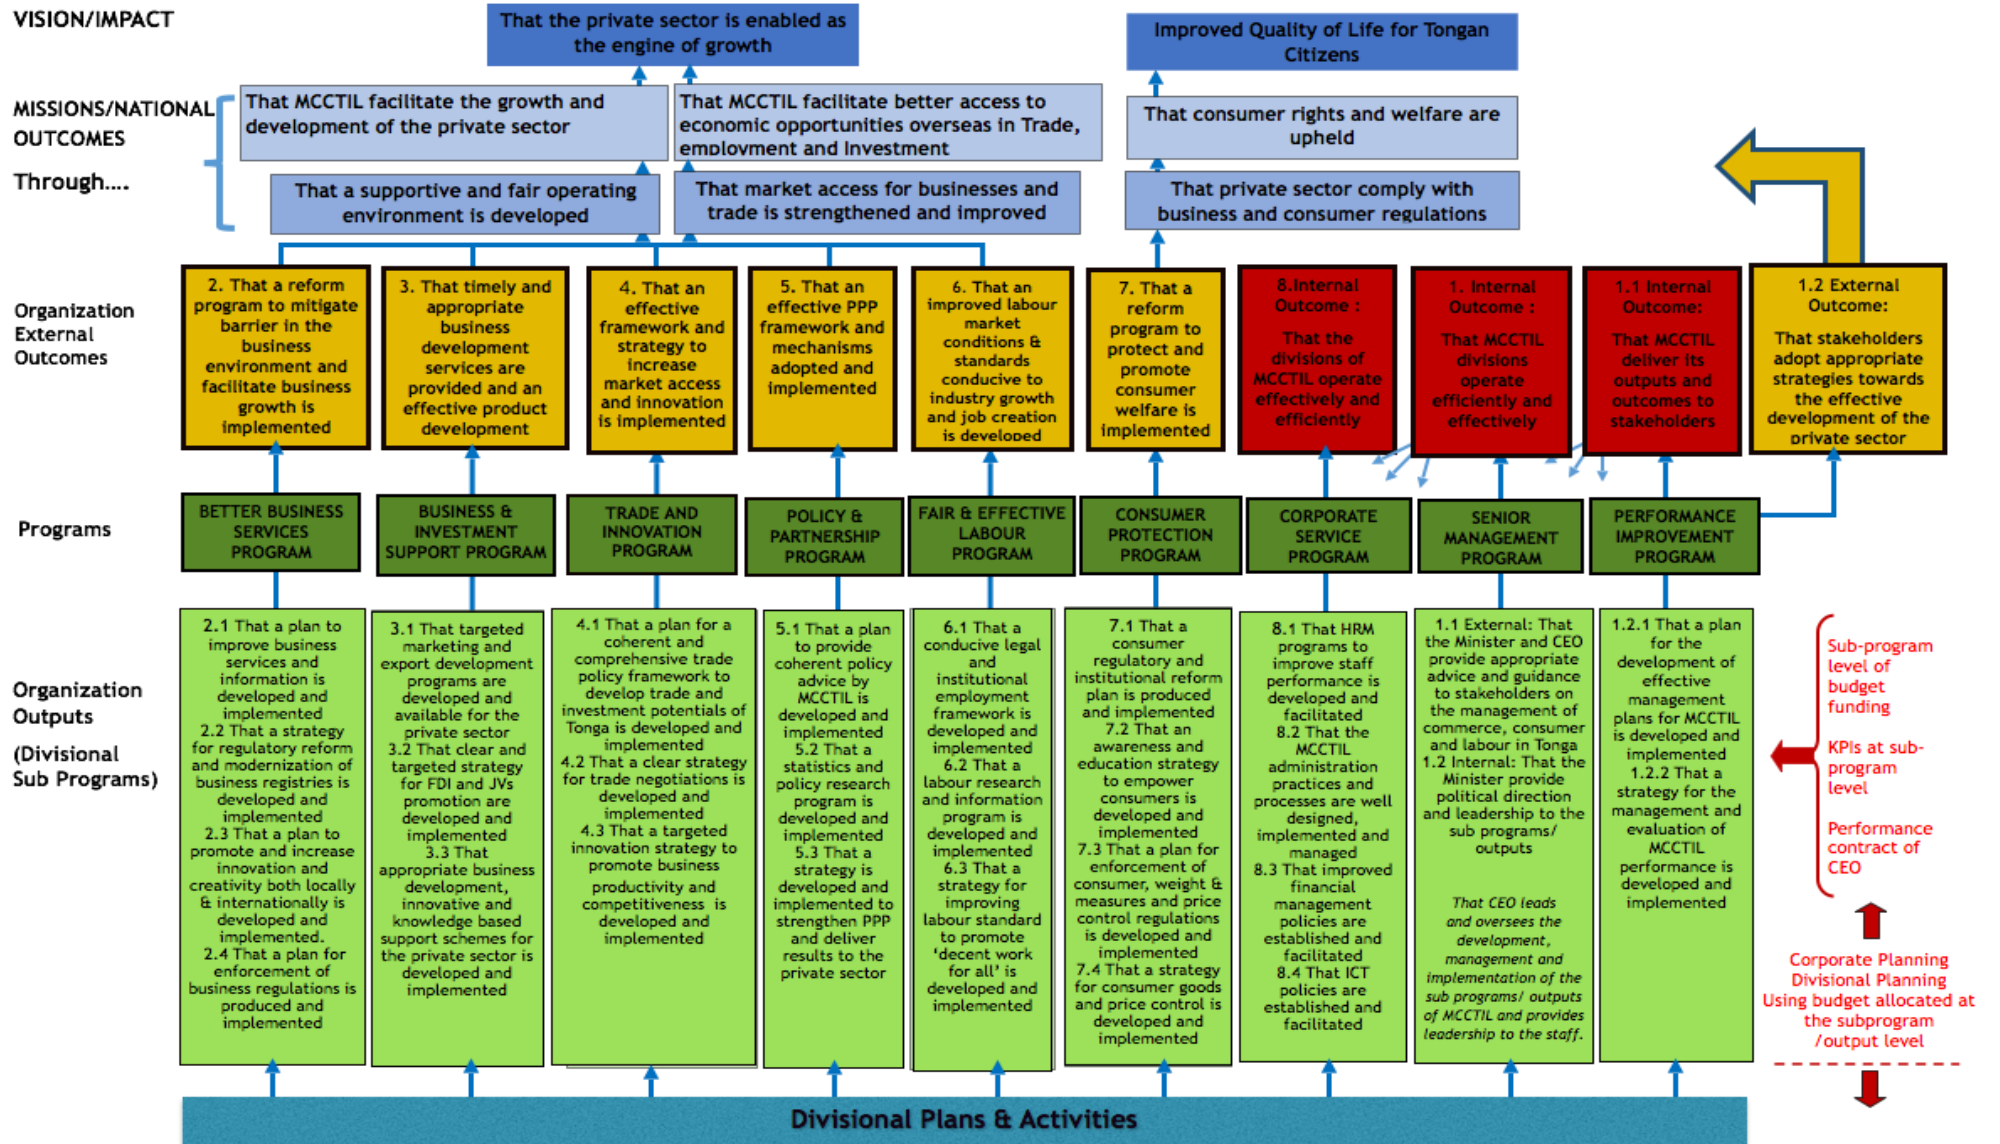 VISION/IMPACT
That the private sector is enabled as
the engine of growth
Improved Quality of Life for Tongan
Citizens
MISSIONS/NATIONAL
OUTCOMES
Through....
That MCCTIL facilitate the growth and
development of the private sector
That MCCTIL facilitate better access to
economic opportunities overseas in Trade,
employment and Investment
That consumer rights and welfare are
upheld
That a supportive and fair operating
environment is developed
That market access for businesses and
trade is strengthened and improved
That private sector comply with
business and consumer regulations
Organization
External
Outcomes
2. That a reform
program to mitigate
barrier in the
business
environment and
facilitate business
growth is
implemented
3. That timely and
appropriate
business
development
services are
provided and an
effective product
development
4. That an
effective
framework and
strategy to
increase
market access
and innovation
is implemented
5. That an
effective PPP
framework and
mechanisms
adopted and
implemented
6. That an
improved labour
market
conditions &
standards
conducive to
industry growth
and job creation
is developed
7. That a
reform
program to
protect and
promote
consumer
welfare is
implemented
8.Internal
Outcome :
That the
divisions of
MCCTIL operate
effectively and
efficiently
1. Internal
Outcome :
That MCCTIL
divisions
operate
efficiently and
effectively
1.1 Internal
Outcome:
That MCCTIL
deliver its
outputs and
outcomes to
stakeholders
1.2 External
Outcome:
That stakeholders
adopt appropriate
strategies towards
the effective
development of the
private sector
Programs
BETTER BUSINESS
SERVICES
PROGRAM
BUSINESS &
INVESTMENT
SUPPORT PROGRAM
TRADE AND
INNOVATION
PROGRAM
POLICY &
PARTNERSHIP
PROGRAM
FAIR & EFFECTIVE
LABOUR
PROGRAM
CONSUMER
PROTECTION
PROGRAM
CORPORATE
SERVICE
PROGRAM
SENIOR
MANAGEMENT
PROGRAM
PERFORMANCE
IMPROVEMENT
PROGRAM
Organization
Outputs
(Divisional
Sub Programs)
2.1 That a plan to
improve business
services and
information is
developed and
implemented
2.2 That a strategy
for regulatory reform
and modernization of
business registries is
developed and
implemented
2.3 That a plan to
promote and increase
innovation and
creativity both locally
& internationally is
developed and
implemented.
2.4 That a plan for
enforcement of
business regulations is
produced and
implemented
3.1 That targeted
marketing and
export development
programs are
developed and
available for the
private sector
3.2 That clear and
targeted strategy
for FDI and JVs
promotion are
developed and
implemented
3.3 That
appropriate business
development,
innovative and
knowledge based
support schemes for
the private sector is
developed and
implemented
4.1 That a plan for a
coherent and
comprehensive trade
policy framework to
develop trade and
investment potentials of
Tonga is developed and
implemented
4.2 That a clear strategy
for trade negotiations is
developed and
implemented
4.3 That a targeted
innovation strategy to
promote business
productivity and
competitiveness is
developed and
implemented
5.1 That a plan
to provide
coherent policy
advice by
MCCTIL is
developed and
implemented
5.2 That a
statistics and
policy research
program is
developed and
implemented
5.3 That a
strategy is
developed and
implemented to
strengthen PPP
and deliver
results to the
private sector
6.1 That a
conducive legal
and
institutional
employment
framework is
developed and
implemented
6.2 That a
labour research
and information
program is
developed and
implemented
6.3 That a
strategy for
improving
labour standard
to promote
‘decent work
for all’ is
developed and
implemented
7.1 That a
consumer
regulatory and
institutional reform
plan is produced
and implemented
7.2 That an
awareness and
education strategy
to empower
consumers is
developed and
implemented
7.3 That a plan for
enforcement of
consumer, weight &
measures and price
control regulations
is developed and
implemented
7.4 That a strategy
for consumer goods
and price control is
developed and
implemented
8.1 That HRM
programs to
improve staff
performance is
developed and
facilitated
8.2 That the
MCCTIL
administration
practices and
processes are well
designed,
implemented and
managed
8.3 That improved
financial
management
policies are
established and
facilitated
8.4 That ICT
policies are
established and
facilitated
1.1 External: That
the Minister and CEO
provide appropriate
advice and guidance
to stakeholders on
the management of
commerce, consumer
and labour in Tonga
1.2 Internal: That the
Minister provide
political direction
and leadership to the
sub programs/
outputs
That CEO leads
and oversees the
development,
management and
implementation of the
sub programs/ outputs
of MCCTIL and provides
leadership to the staff.
1.2.1 That a plan
for the
development of
effective
management
plans for MCCTIL
is developed and
implemented
1.2.2 That a
strategy for the
management and
evaluation of
MCCTIL
performance is
developed and
implemented
Sub-program
level of
budget
funding
KPIs at sub-
program
level
Performance
contract of
CEO
Corporate Planning
Divisional Planning
Using budget allocated at
the subprogram
/output level
Divisional Plans & Activities